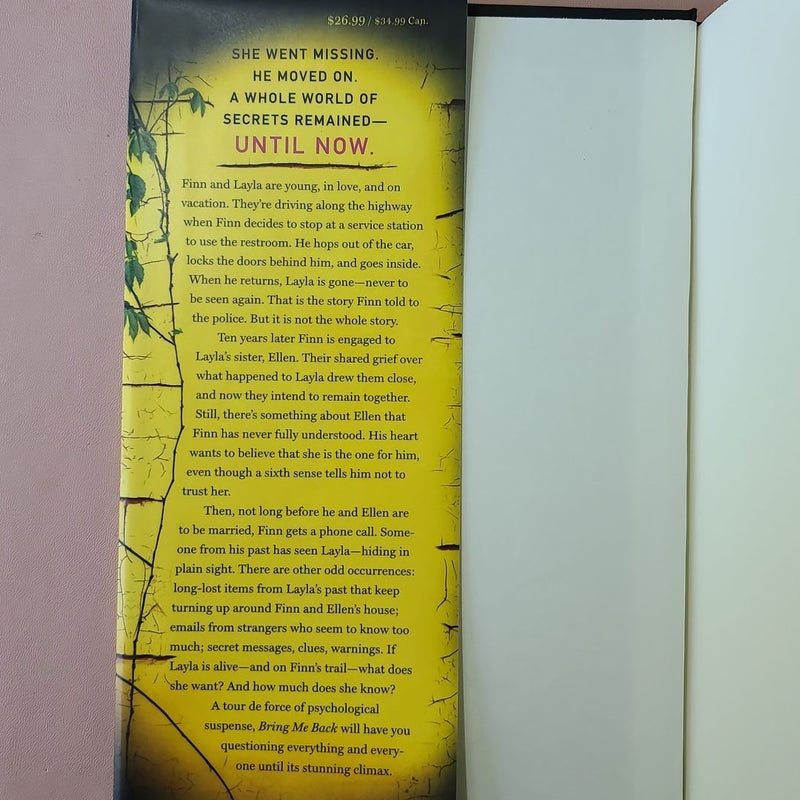 $26.99 / $34.99 Can.
SHE WENT MISSING.
HE MOVED ON.
A WHOLE WORLD OF
SECRETS REMAINED—
UNTIL NOW.
Finn and Layla are young, in love, and on
vacation. They're driving along the highway
when Finn decides to stop at a service station
to use the restroom. He hops out of the car,
locks the doors behind him, and goes inside.
When he returns, Layla is gone—never to
be seen again. That is the story Finn told to
the police. But it is not the whole story.
Ten years later Finn is engaged to
Layla's sister, Ellen. Their shared grief over
what happened to Layla drew them close,
and now they intend to remain together.
Still, there's something about Ellen that
Finn has never fully understood. His heart
wants to believe that she is the one for him,
even though a sixth sense tells him not to
trust her.
Then, not long before he and Ellen are
to be married, Finn gets a phone call. Some-
one from his past has seen Layla—hiding in
plain sight. There are other odd occurrences:
long-lost items from Layla's past that keep
turning up around Finn and Ellen's house;
emails from strangers who seem to know too
much; secret messages, clues, warnings. If
Layla is alive—and on Finn's trail—what does
she want? And how much does she know?
A tour de force of psychological
suspense, Bring Me Back will have you
questioning everything and every-
one until its stunning climax.